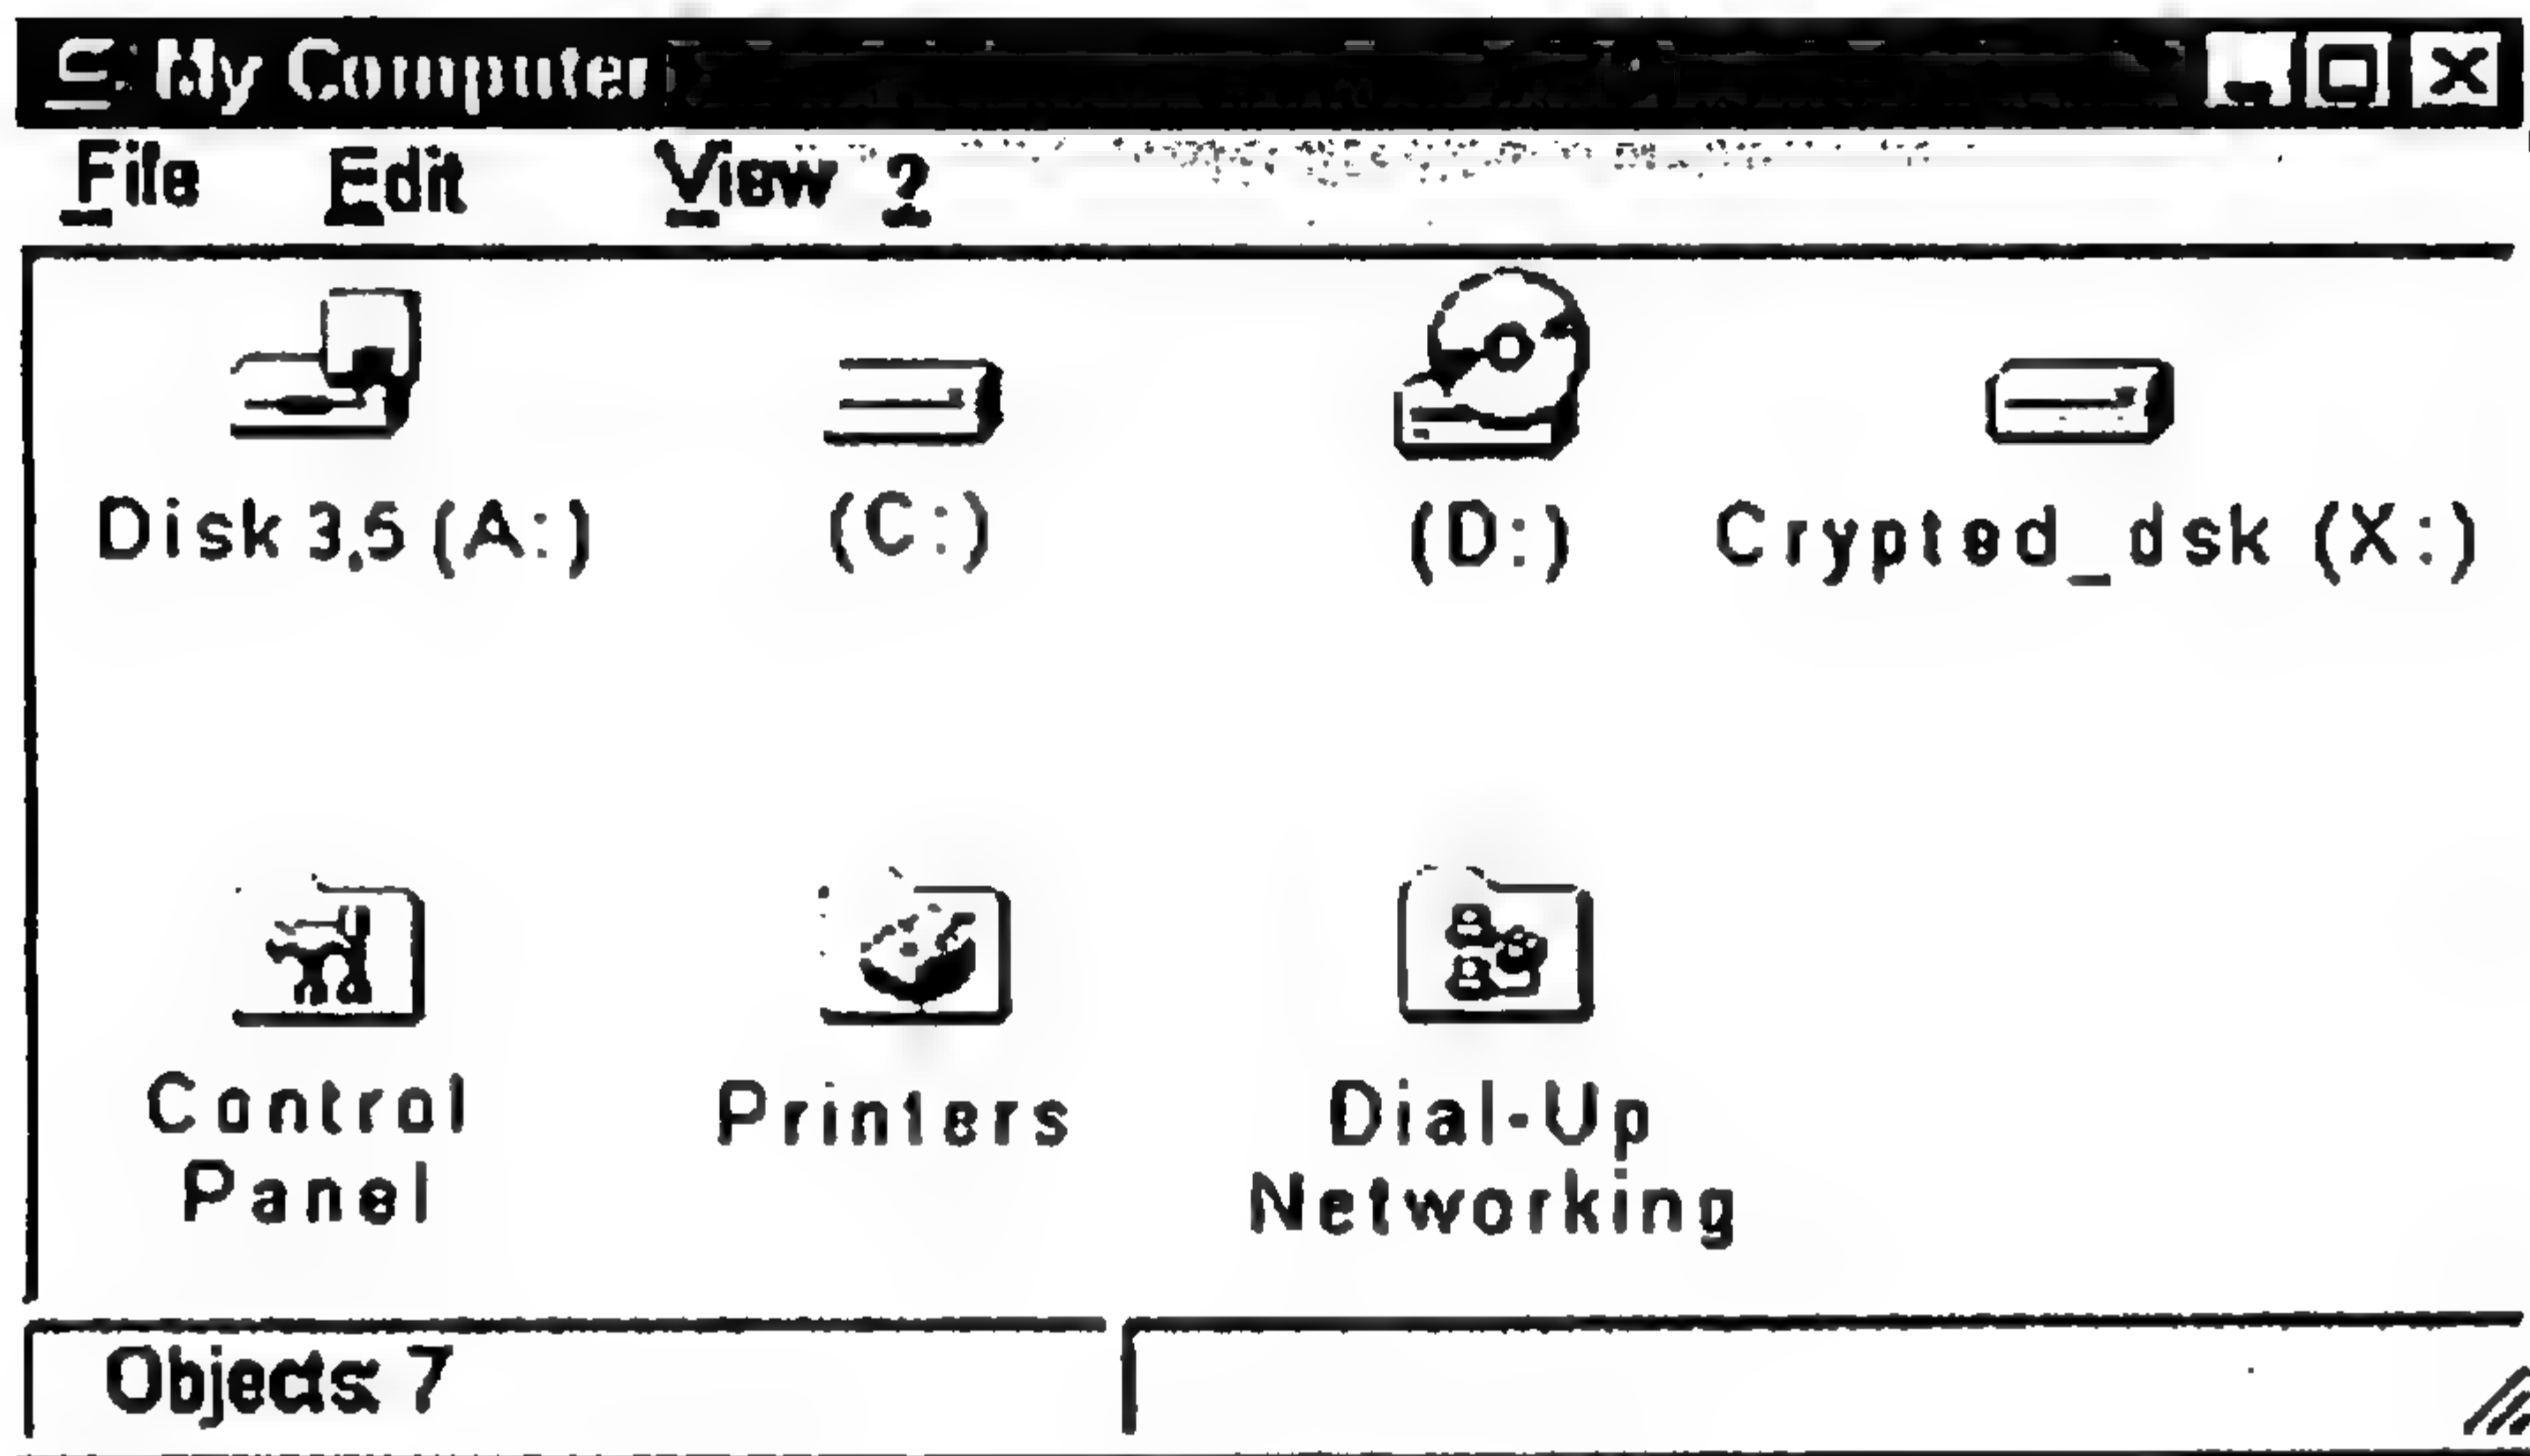 My Computer
File Edit View ?
Disk 3,5 (A:) (C:) (D:) Crypted_dsk (X:)
Control Panel
Printers
Dial-Up Networking
Objects 7